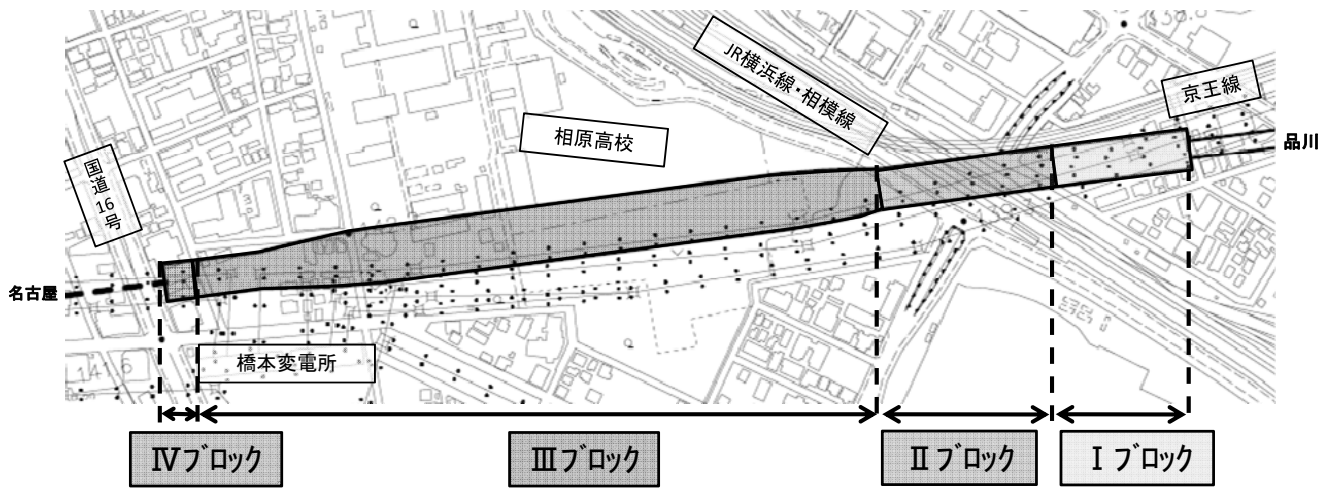 JR横浜線・相模線
京王線
品川
相原高校
国道16号
名古屋
橋本変電所
Ⅳブロック
Ⅲブロック
Ⅱブロック
Ⅰブロック